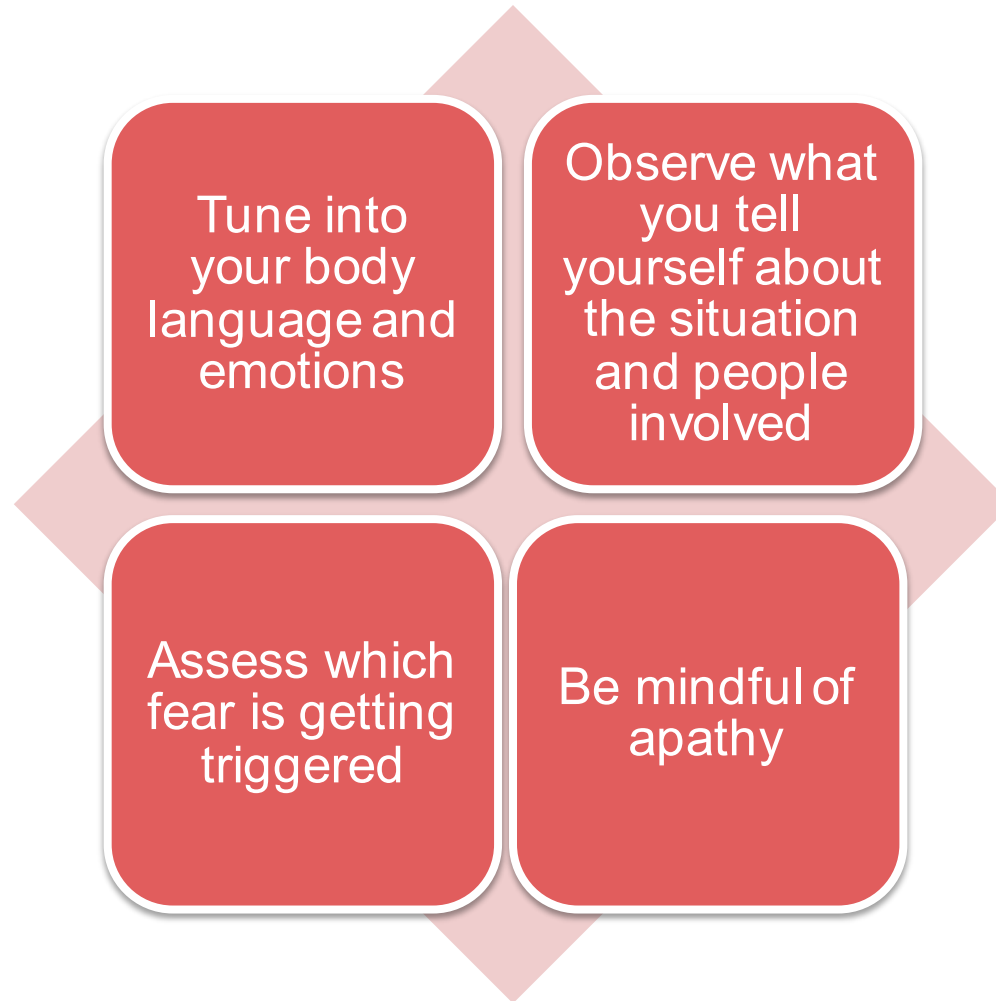 Tune into
your body
language and
emotions
Observe what
you tell
yourself about
the situation
and people
involved
Assess which
fear is getting
triggered
Be mindful of
apathy